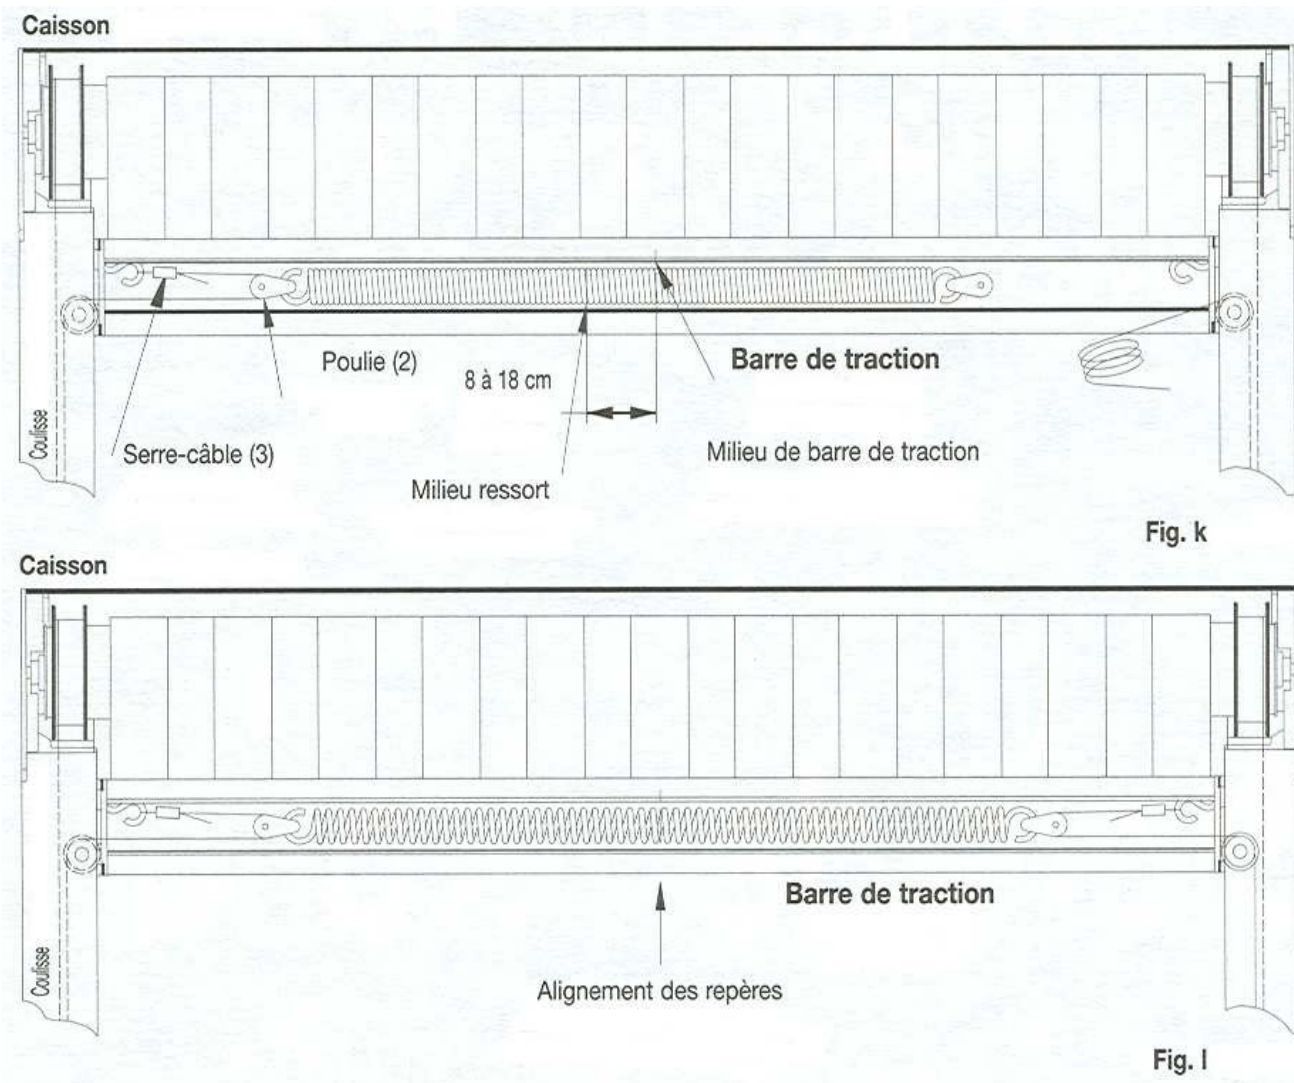 Caisson
Poulie (2)
8 à 18 cm
Barre de traction
Coulisse
Serre-câble (3)
Milieu de barre de traction
Milieu ressort
Fig. k
Caisson
Barre de traction
Coulisse
Alignement des repères
Fig. l